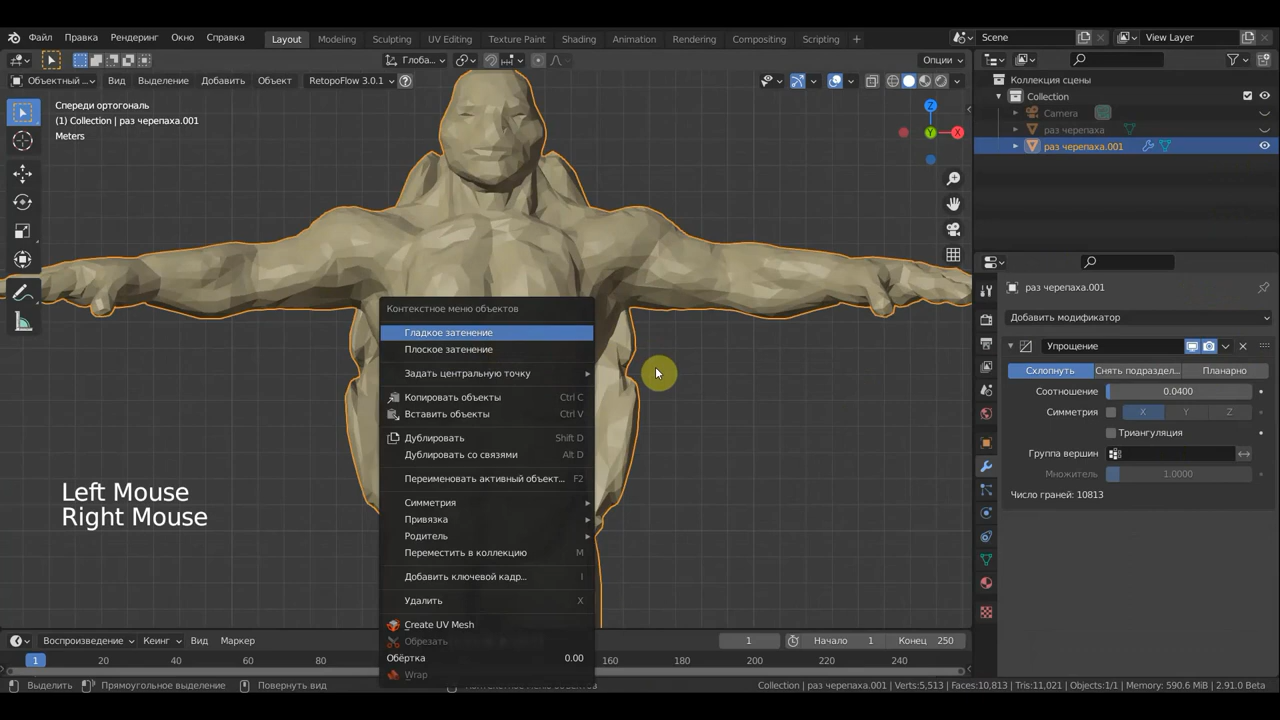 Файл Правка Рендеринг Окно Справка Layout Modeling Sculpting UV Editing Texture Paint Shading Animation Rendering Compositing Scripting + Scene View Layer
Глоба... Опции
Объектный... Вид Выделение Добавить Объект RetopoFlow 3.0.1
Спереди ортогональ
(1) Collection | раз черепаха.001
Meters
Z
Y
X
Коллекция сцены
Collection
Camera
раз черепаха
раз черепаха.001
раз черепаха.001
Добавить модификатор
Упрощение
Схлопнуть Снять подраздел... Планарно
Соотношение 0.0400
Симметрия X Y Z
Триангуляция
Группа вершин
Множитель 1.0000
Число граней: 10813
Контекстное меню объектов
Гладкое затенение
Плоское затенение
Задать центральную точку
Копировать объекты Ctrl C
Вставить объекты Ctrl V
Дублировать Shift D
Дублировать со связями Alt D
Переименовать активный объект... F2
Симметрия
Привязка
Родитель
Переместить в коллекцию M
Добавить ключевой кадр... I
Удалить X
Create UV Mesh
Обрезать
Обёртка 0.00
Wrap
Left Mouse
Right Mouse
Воспроизведение Кеинг Вид Маркер 1 Начало 1 Конец 250
1 20 40 60 80 160 180 200 220 240
Выделить Прямоугольное выделение Повернуть вид Collection | раз черепаха.001 | Verts:5,513 | Faces:10,813 | Tris:11,021 | Objects:1/1 | Memory: 590.6 MiB | 2.91.0 Beta